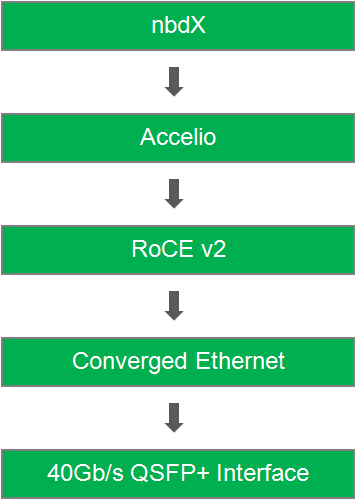 nbdX
Accelio
RoCE v2
Converged Ethernet
40Gb/s QSFP+ Interface